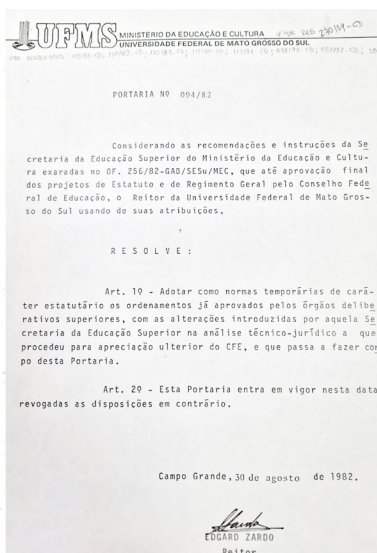 UFMS
MINISTÉRIO DA EDUCAÇÃO E CULTURA
UNIVERSIDADE FEDERAL DE MATO GROSSO DO SUL
PORTARIA Nº 094/82
Considerando as recomendações e instruções da Se
cretaria da Educação Superior do Ministério da Educação e Cultu-
ra exaradas no OF. 256/82-GAB/SESu/MEC, que até aprovação final
dos projetos de Estatuto e de Regimento Geral pelo Conselho Fede
ral de Educação, o Reitor da Universidade Federal de Mato Gros-
so do Sul usando de suas atribuições,
R E S O L V E :
Art. 1º - Adotar como normas temporárias de cará-
ter estatutário os ordenamentos já aprovados pelos órgãos delibe
rativos superiores, com as alterações introduzidas por aquela Se
cretaria da Educação Superior na análise técnico-jurídico a que
procedeu para apreciação ulterior do CFE, e que passa a fazer cor
po desta Portaria.
Art. 2º - Esta Portaria entra em vigor nesta data
revogadas as disposições em contrário.
Campo Grande, 30 de agosto de 1982.
EDGARD ZARDO
Reitor